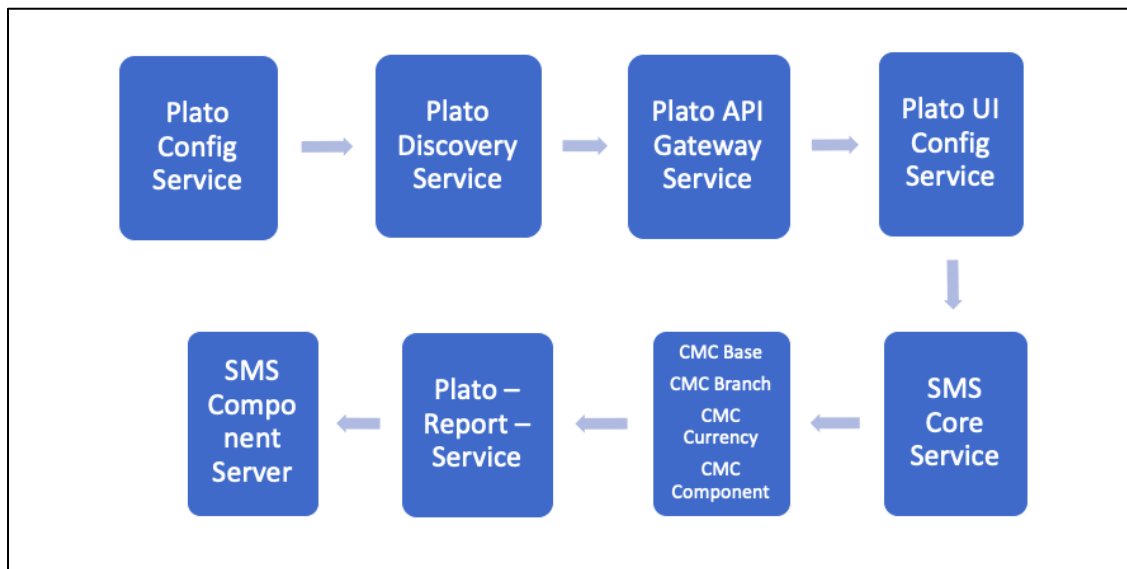 Plato
Config
Service
Plato
Discovery
Service
Plato API
Gateway
Service
Plato UI
Config
Service
SMS
Core
Service
CMC Base
CMC Branch
CMC
Currency
CMC
Component
Plato –
Report –
Service
SMS
Compo
nent
Server